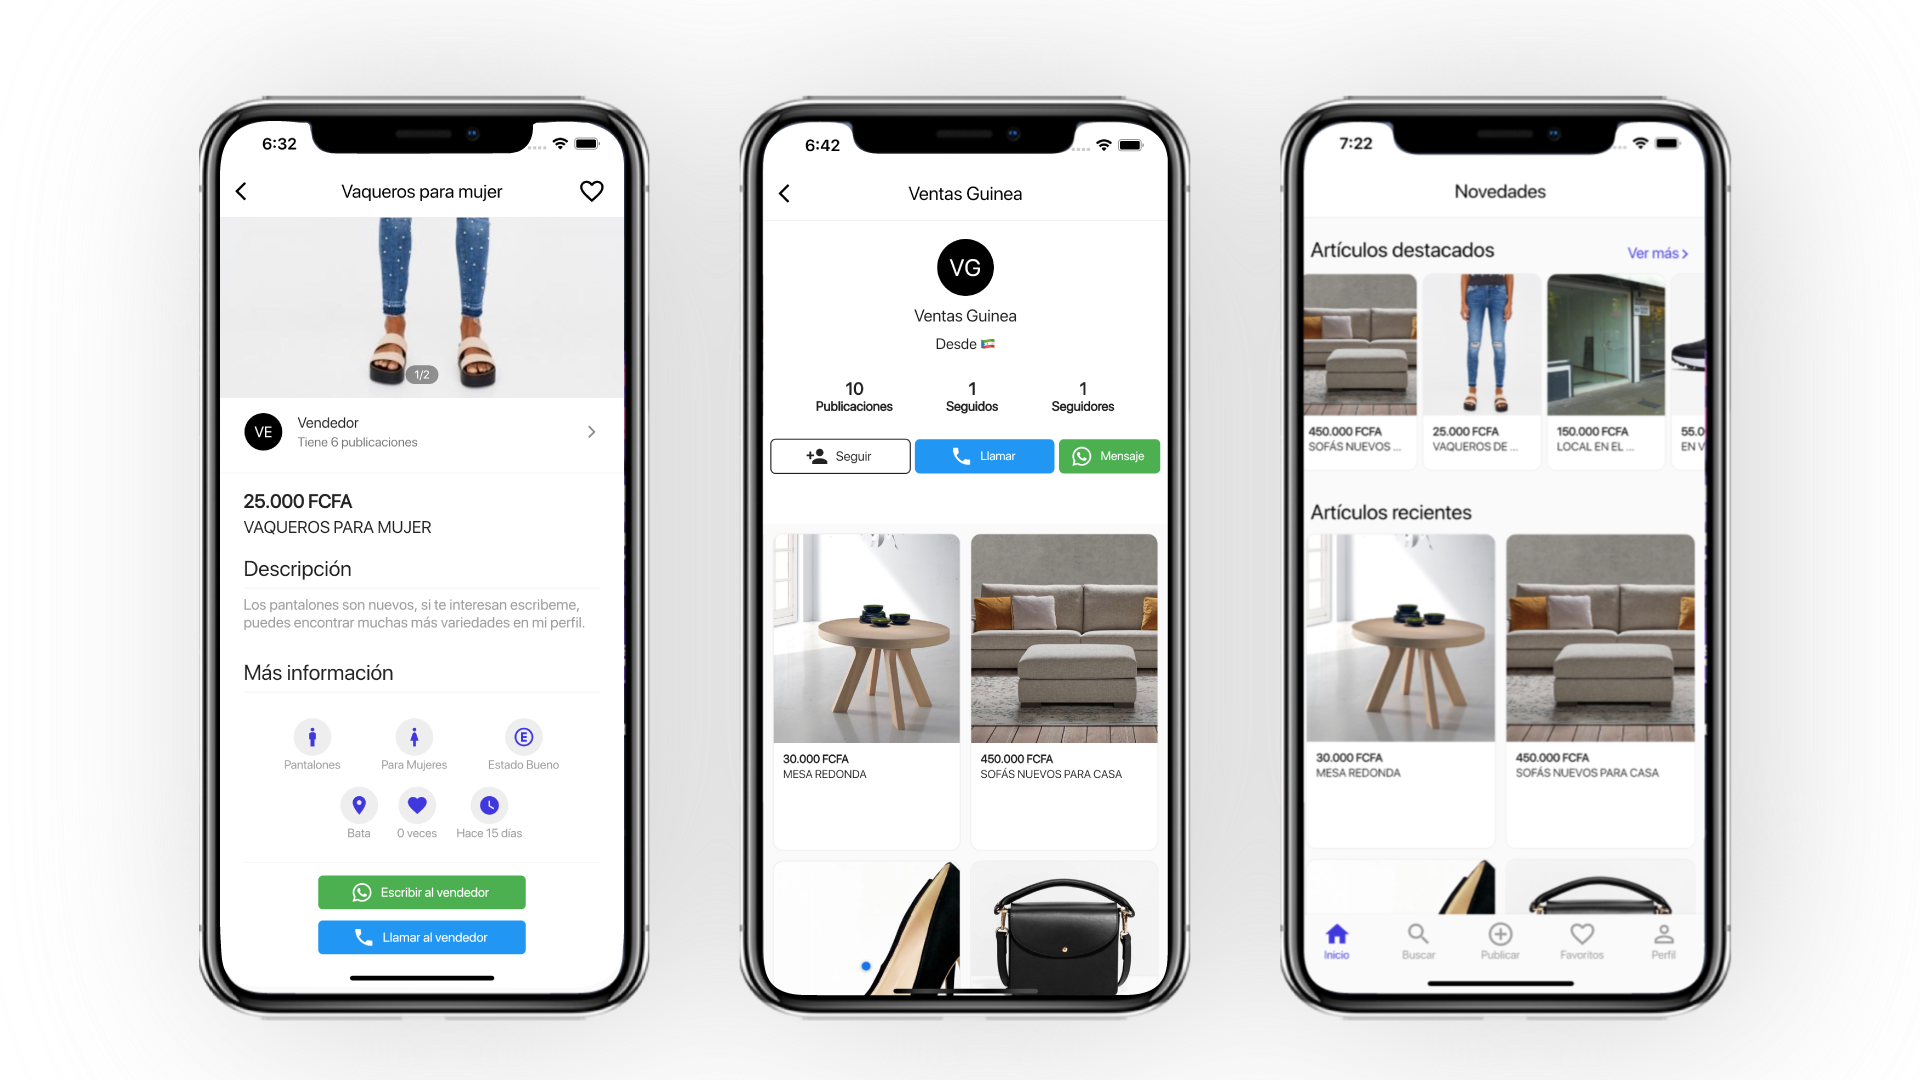 6:32
Vaqueros para mujer
1/2
VE
Vendedor
Tiene 6 publicaciones
25.000 FCFA
VAQUEROS PARA MUJER
Descripción
Los pantalones son nuevos, si te interesan escribeme,
puedes encontrar muchas más variedades en mi perfil.
Más información
Pantalones
Para Mujeres
E
Estado Bueno
Bata
0 veces
Hace 15 días
Escribir al vendedor
Llamar al vendedor
6:42
Ventas Guinea
VG
Ventas Guinea
Desde
10 1 1
Publicaciones Seguidos Seguidores
Seguir Llamar Mensaje
30.000 FCFA
MESA REDONDA
450.000 FCFA
SOFÁS NUEVOS PARA CASA
7:22
Novedades
Artículos destacados
Ver más
450.000 FCFA
SOFÁS NUEVOS ...
25.000 FCFA
VAQUEROS DE ...
150.000 FCFA
LOCAL EN EL ...
55.0
EN V
Artículos recientes
30.000 FCFA
MESA REDONDA
450.000 FCFA
SOFÁS NUEVOS PARA CASA
Inicio Buscar Publicar Favoritos Perfil